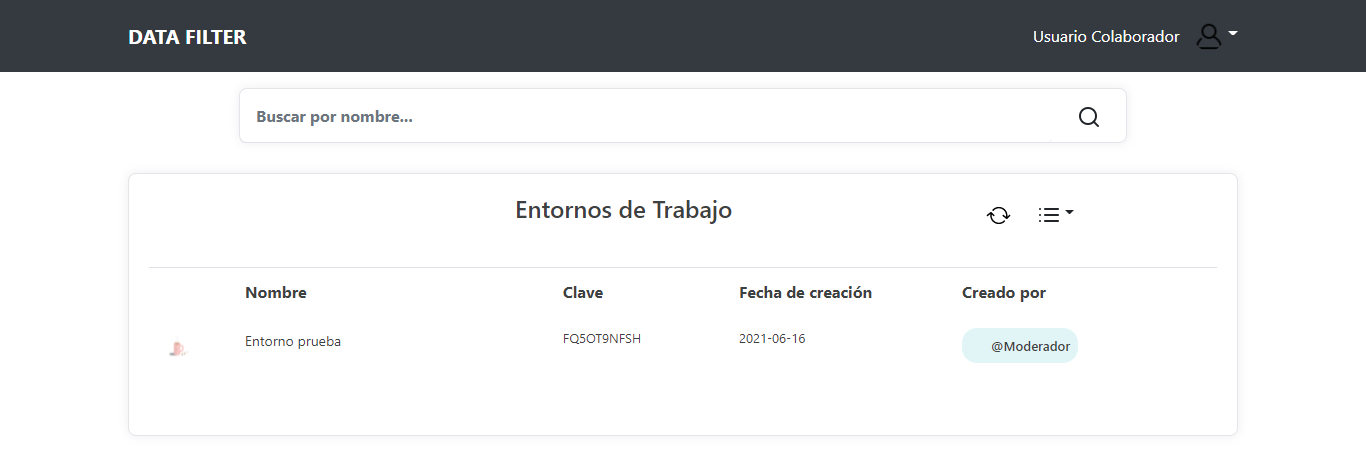 DATA FILTER
Usuario Colaborador
Buscar por nombre...
Entornos de Trabajo
Nombre Clave Fecha de creación Creado por
Entorno prueba FQ5OT9NFSH 2021-06-16 @Moderador